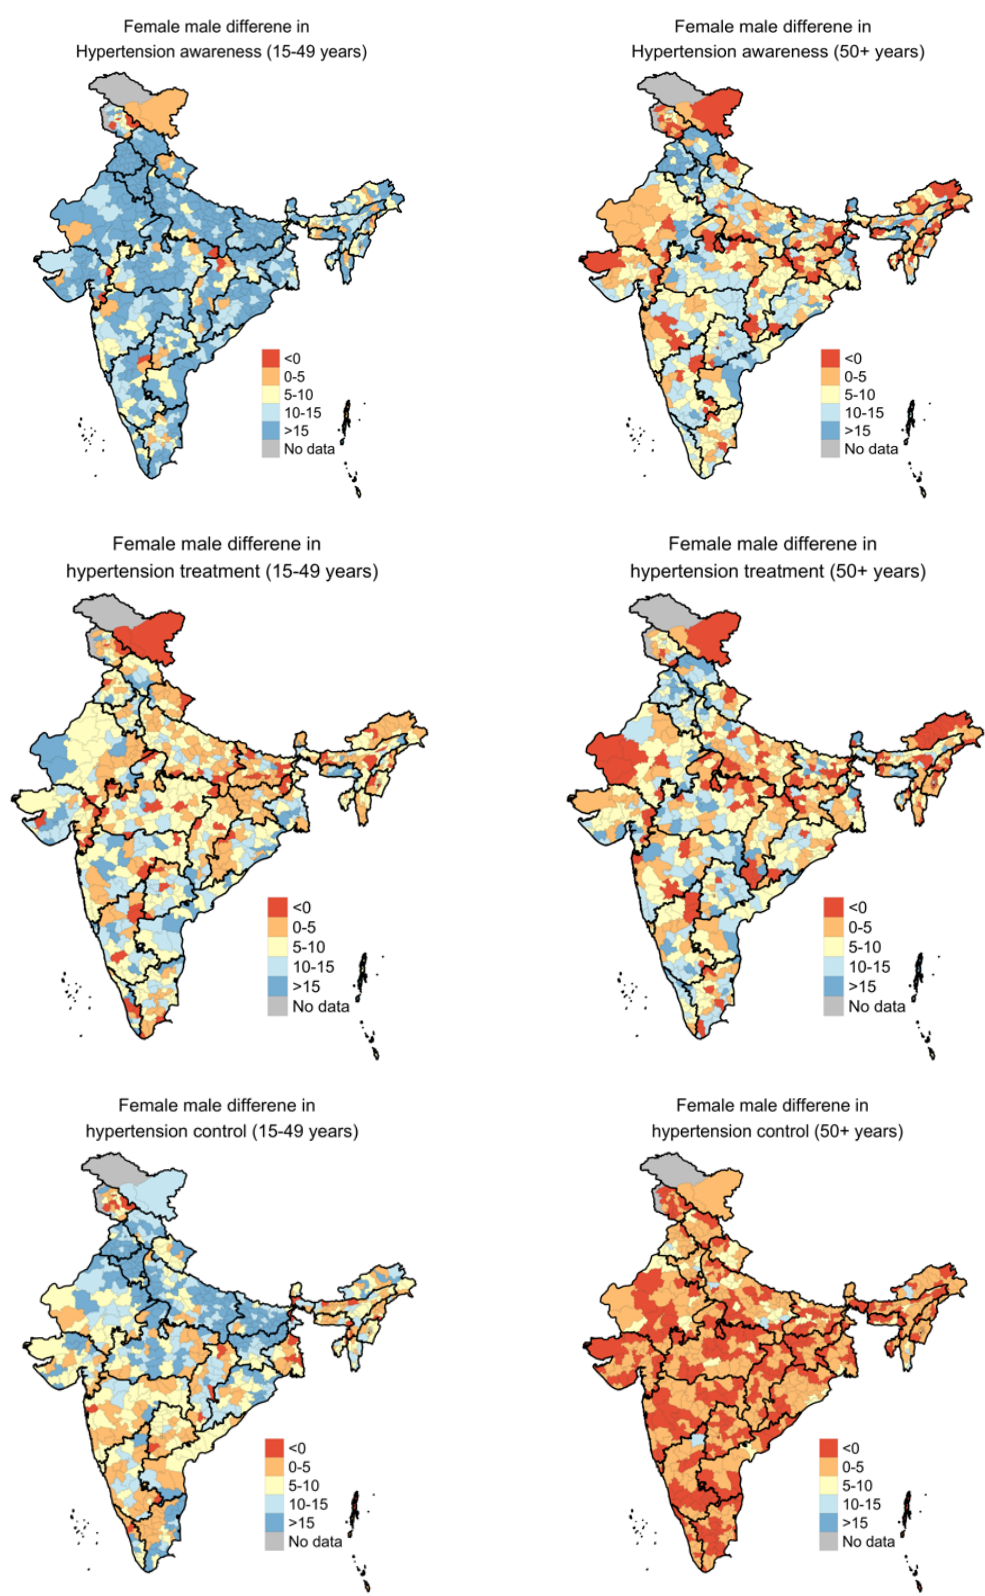 Female male differene in
Hypertension awareness (15-49 years)
<0
0-5
5-10
10-15
>15
No data
Female male differene in
Hypertension awareness (50+ years)
<0
0-5
5-10
10-15
>15
No data
Female male differene in
hypertension treatment (15-49 years)
<0
0-5
5-10
10-15
>15
No data
Female male differene in
hypertension treatment (50+ years)
<0
0-5
5-10
10-15
>15
No data
Female male differene in
hypertension control (15-49 years)
<0
0-5
5-10
10-15
>15
No data
Female male differene in
hypertension control (50+ years)
<0
0-5
5-10
10-15
>15
No data